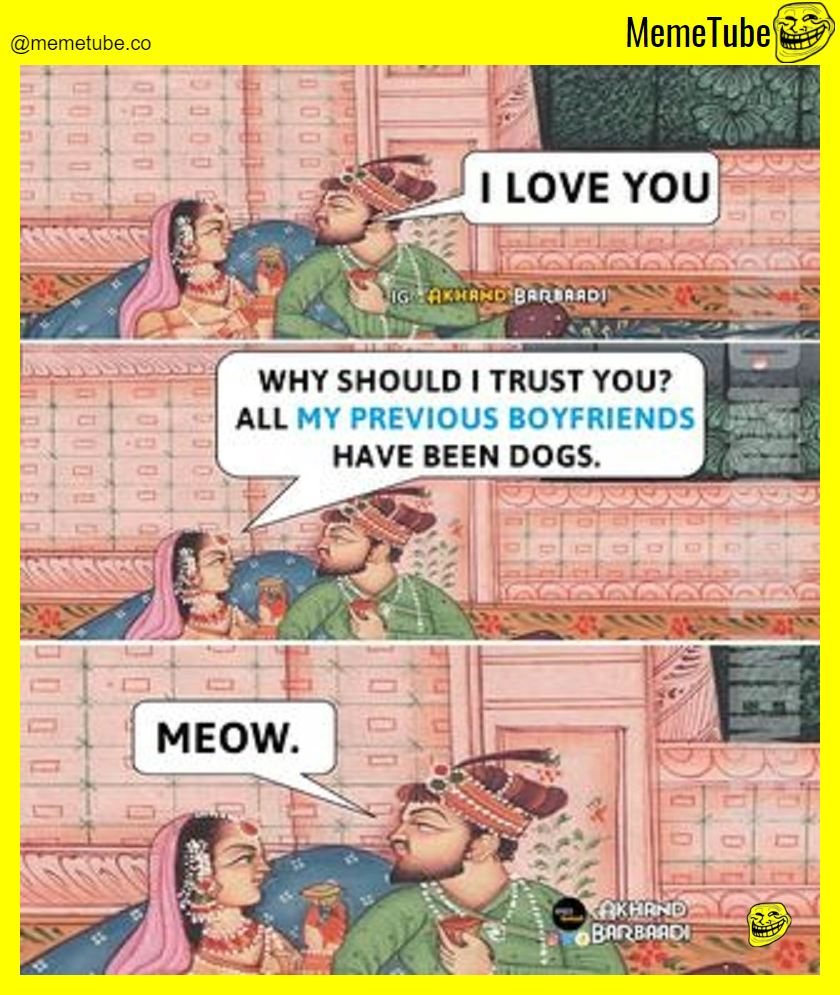 @memetube.co
MemeTube
I LOVE YOU
IG : AKHAND BARBAADI
WHY SHOULD I TRUST YOU?
ALL MY PREVIOUS BOYFRIENDS
HAVE BEEN DOGS.
MEOW.
AKHAND
BARBAADI